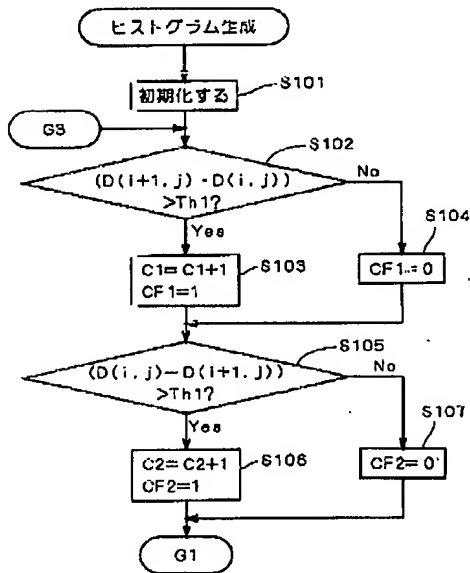 ヒストグラム生成
初期化する
S101
G3
S102
(D(i+1,j)-D(i,j))
>Th1?
No
Yes
S104
C1=C1+1
CF1=1
S103
CF1=0
S105
(D(i,j)-D(i+1,j))
>Th1?
No
Yes
S107
C2=C2+1
CF2=1
S106
CF2=0
G1